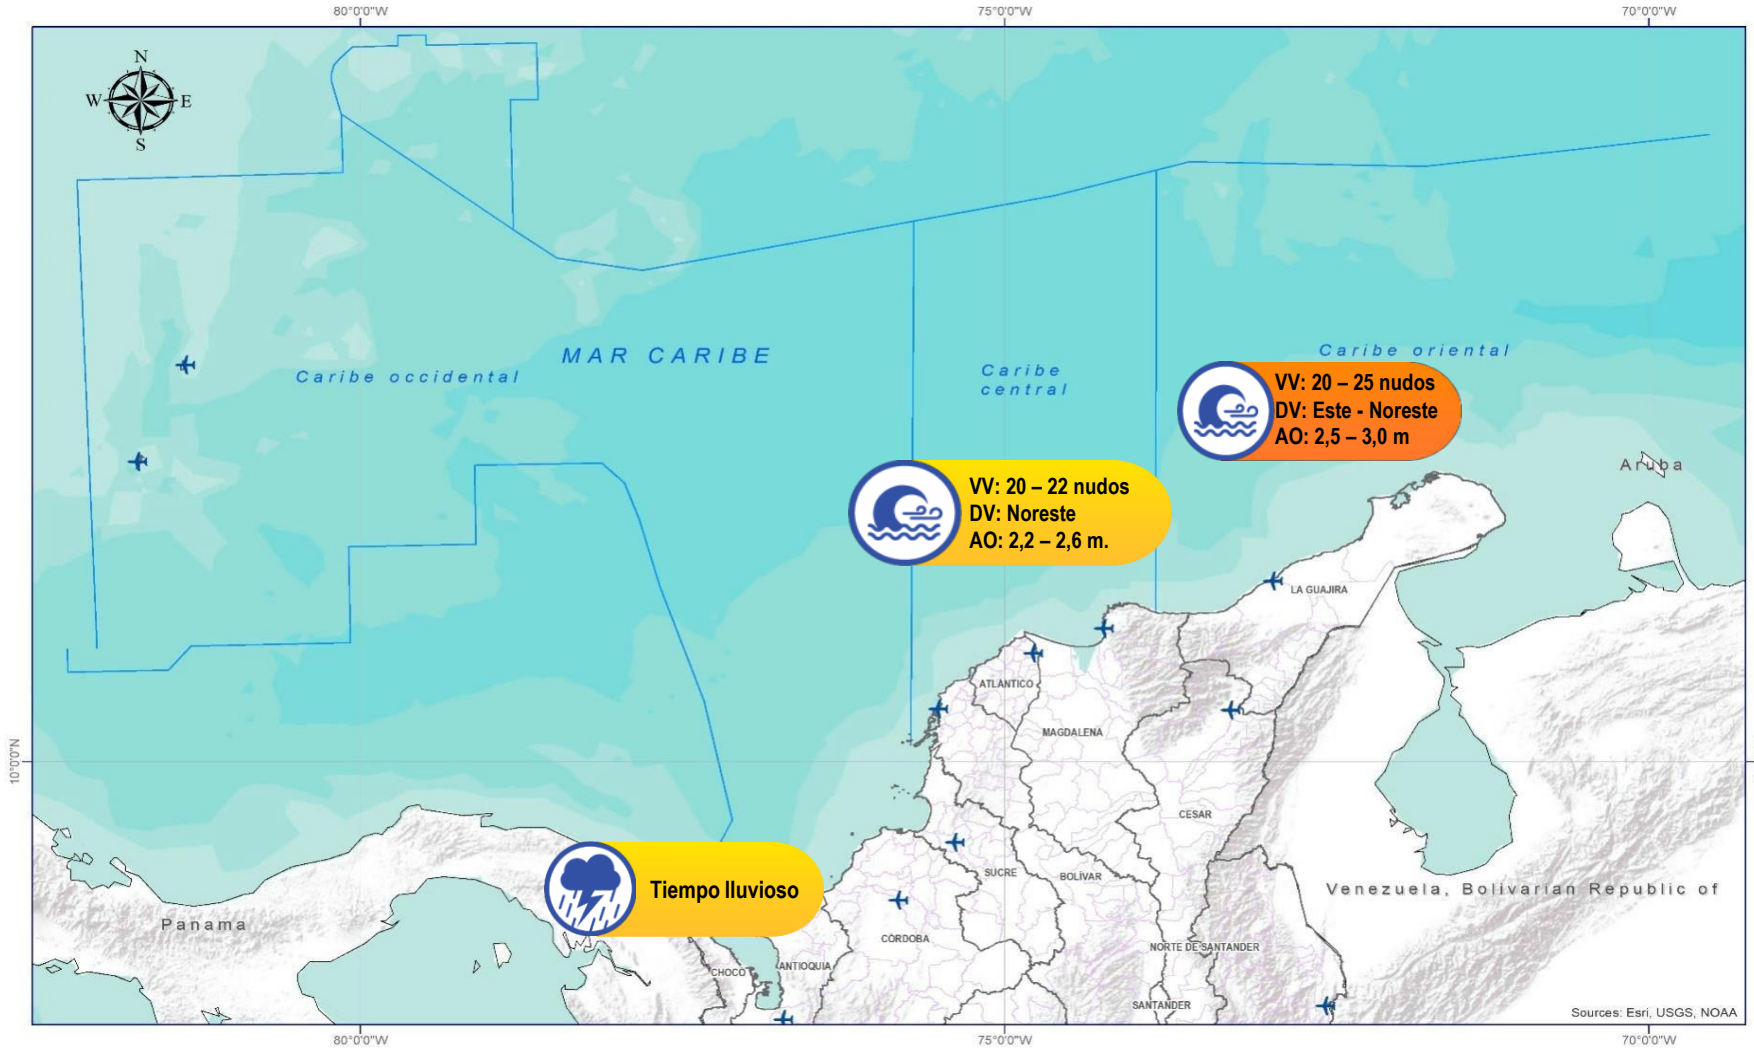 80°0'0"W
75°0'0"W
70°0'0"W
N
W
E
S
MAR CARIBE
Caribe oriental
Caribe occidental
Caribe
central
VV: 20 – 25 nudos
DV: Este - Noreste
AO: 2,5 – 3,0 m
Aruba
VV: 20 – 22 nudos
DV: Noreste
AO: 2,2 – 2,6 m.
LA GUAJIRA
ATLÁNTICO
MAGDALENA
10°0'0"N
CESAR
SUCRE
BOLÍVAR
Tiempo lluvioso
Venezuela, Bolivarian Republic of
Panama
CÓRDOBA
NORTE DE SANTANDER
CHOCÓ
ANTIOQUIA
SANTANDER
Sources: Esri, USGS, NOAA
80°0'0"W
75°0'0"W
70°0'0"W